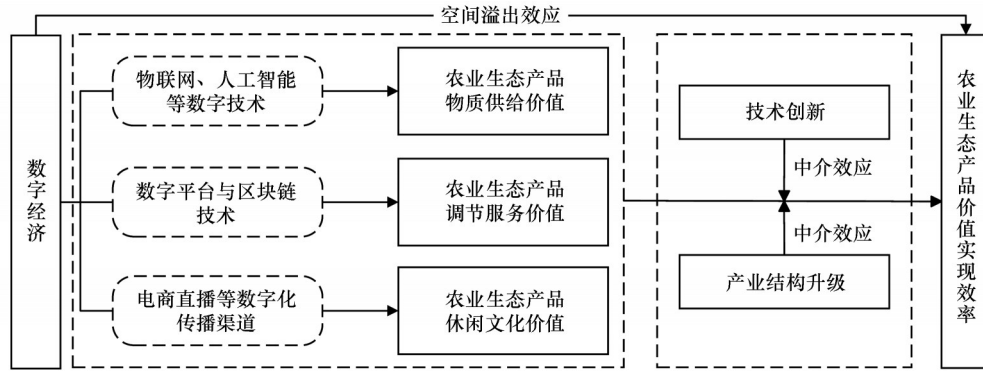 空间溢出效应
数字经济
物联网、人工智能
等数字技术
农业生态产品
物质供给价值
数字平台与区块链
技术
农业生态产品
调节服务价值
电商直播等数字化
传播渠道
农业生态产品
休闲文化价值
技术创新
中介效应
中介效应
产业结构升级
农业生态产品价值实现效率